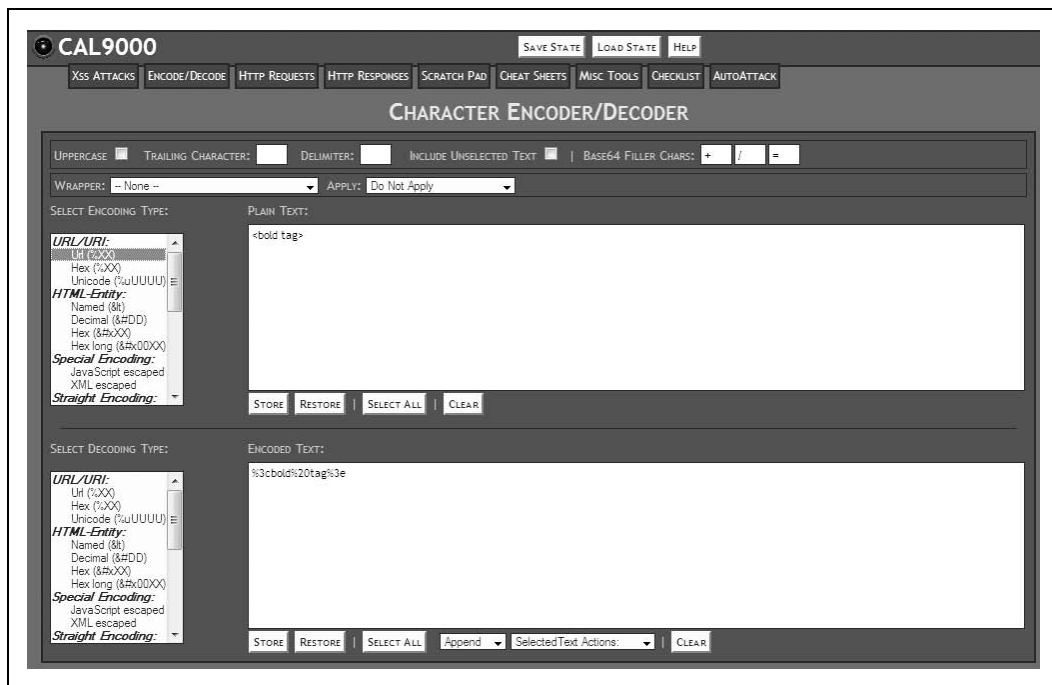 CAL9000
SAVE STATE LOAD STATE HELP
XSS ATTACKS ENCODE/DECODE HTTP REQUESTS HTTP RESPONSES SCRATCH PAD CHEAT SHEETS MISC TOOLS CHECKLIST AUTOATTACK
CHARACTER ENCODER/DECODER
UPPERCASE TRAILING CHARACTER: DELIMITER: INCLUDE UNSELECTED TEXT | BASE64 FILLER CHARS: + / =
WRAPPER: -- None -- APPLY: Do Not Apply
SELECT ENCODING TYPE:
URL/URI:
Url (%XX)
Hex (%XX)
Unicode (%uUUUU)
HTML-Entity:
Named (&lt)
Decimal (&#DD)
Hex (&#xXX)
Hex long (&#x00XX)
Special Encoding:
JavaScript escaped
XML escaped
Straight Encoding:
PLAIN TEXT:
<bold tag>
STORE RESTORE | SELECT ALL | CLEAR
SELECT DECODING TYPE:
URL/URI:
Url (%XX)
Hex (%XX)
Unicode (%uUUUU)
HTML-Entity:
Named (&lt)
Decimal (&#DD)
Hex (&#xXX)
Hex long (&#x00XX)
Special Encoding:
JavaScript escaped
XML escaped
Straight Encoding:
ENCODED TEXT:
%3cbold%20tag%3e
STORE RESTORE | SELECT ALL Append SelectedText Actions: | CLEAR